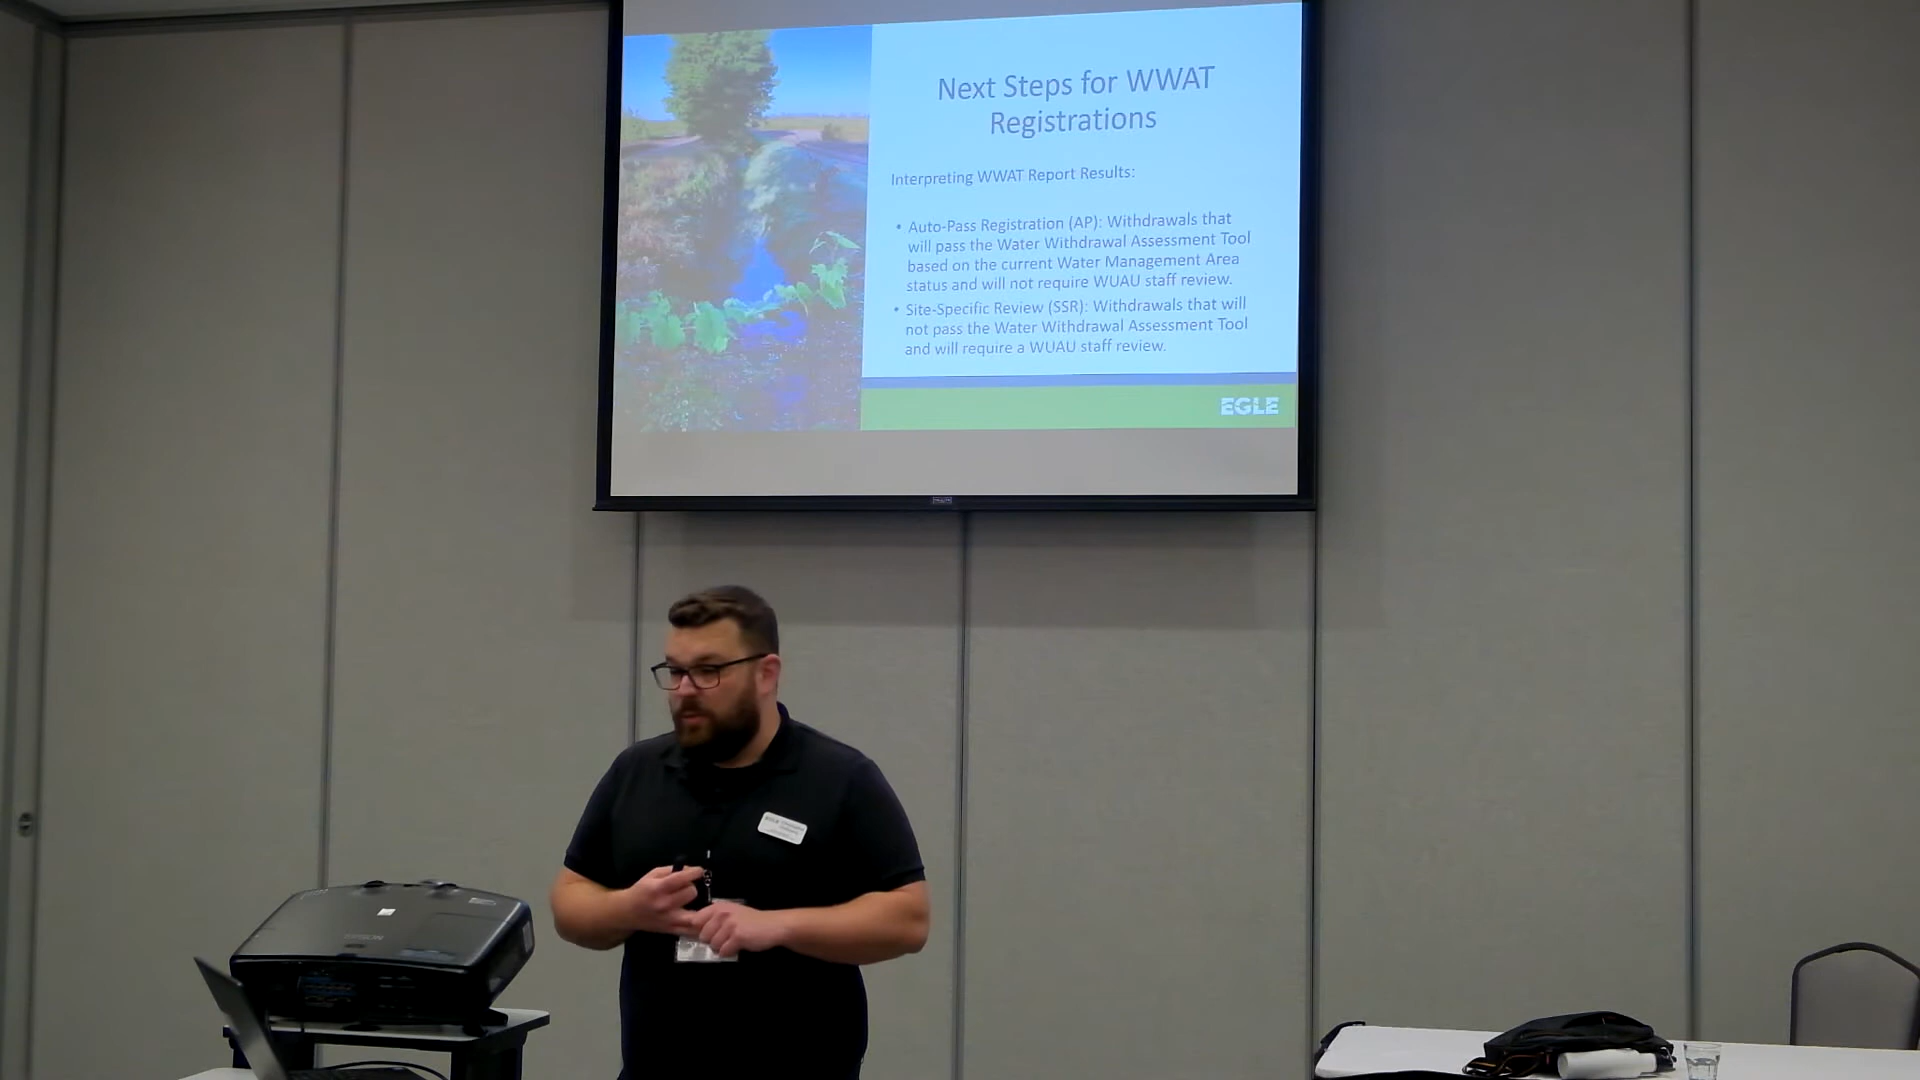 Next Steps for WWAT
Registrations
Interpreting WWAT Report Results:
• Auto-Pass Registration (AP): Withdrawals that
will pass the Water Withdrawal Assessment Tool
based on the current Water Management Area
status and will not require WUAU staff review.
• Site-Specific Review (SSR): Withdrawals that will
not pass the Water Withdrawal Assessment Tool
and will require a WUAU staff review.
EGLE
EPSON